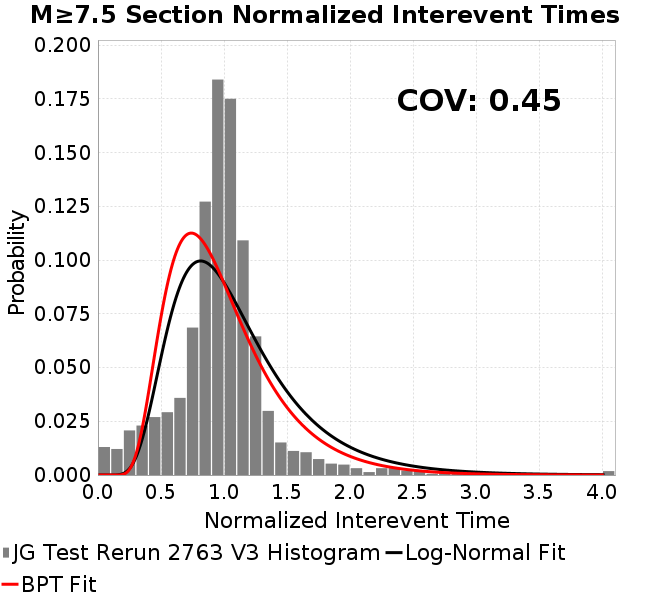 M≥7.5 Section Normalized Interevent Times
COV: 0.45
Probability
0.200
0.175
0.150
0.125
0.100
0.075
0.050
0.025
0.000
0.0 0.5 1.0 1.5 2.0 2.5 3.0 3.5 4.0
Normalized Interevent Time
JG Test Rerun 2763 V3 Histogram Log-Normal Fit
BPT Fit